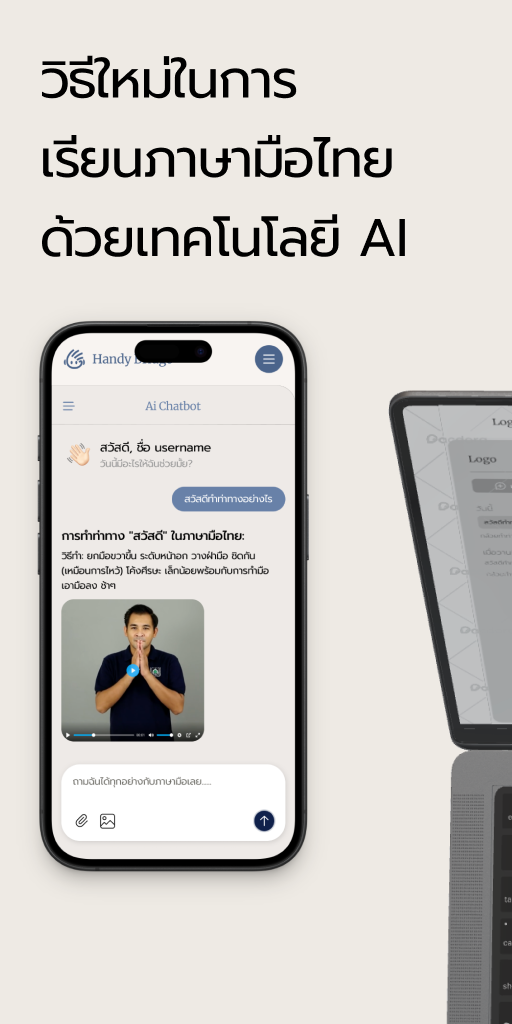 วิธีใหม่ในการ
เรียนภาษามือไทย
ด้วยเทคโนโลยี AI
Handy
Ai Chatbot
สวัสดี, ชื่อ username
วันนี้มีอะไรให้ฉันช่วยมั้ย?
สวัสดีทำท่าทางอย่างไร
การทำท่าทาง "สวัสดี" ในภาษามือไทย:
วิธีทำ: ยกมือขวาขึ้น ระดับหน้าอก วางฝ่ามือ ชิดกัน
(เหมือนการไหว้) โค้งศีรษะ เล็กน้อยพร้อมกับการทำมือ
เอามือลง ช้าๆ
00:01
ถามฉันได้ทุกอย่างกับภาษามือเลย.....
Logo
วันนี้
ta
ca
sh